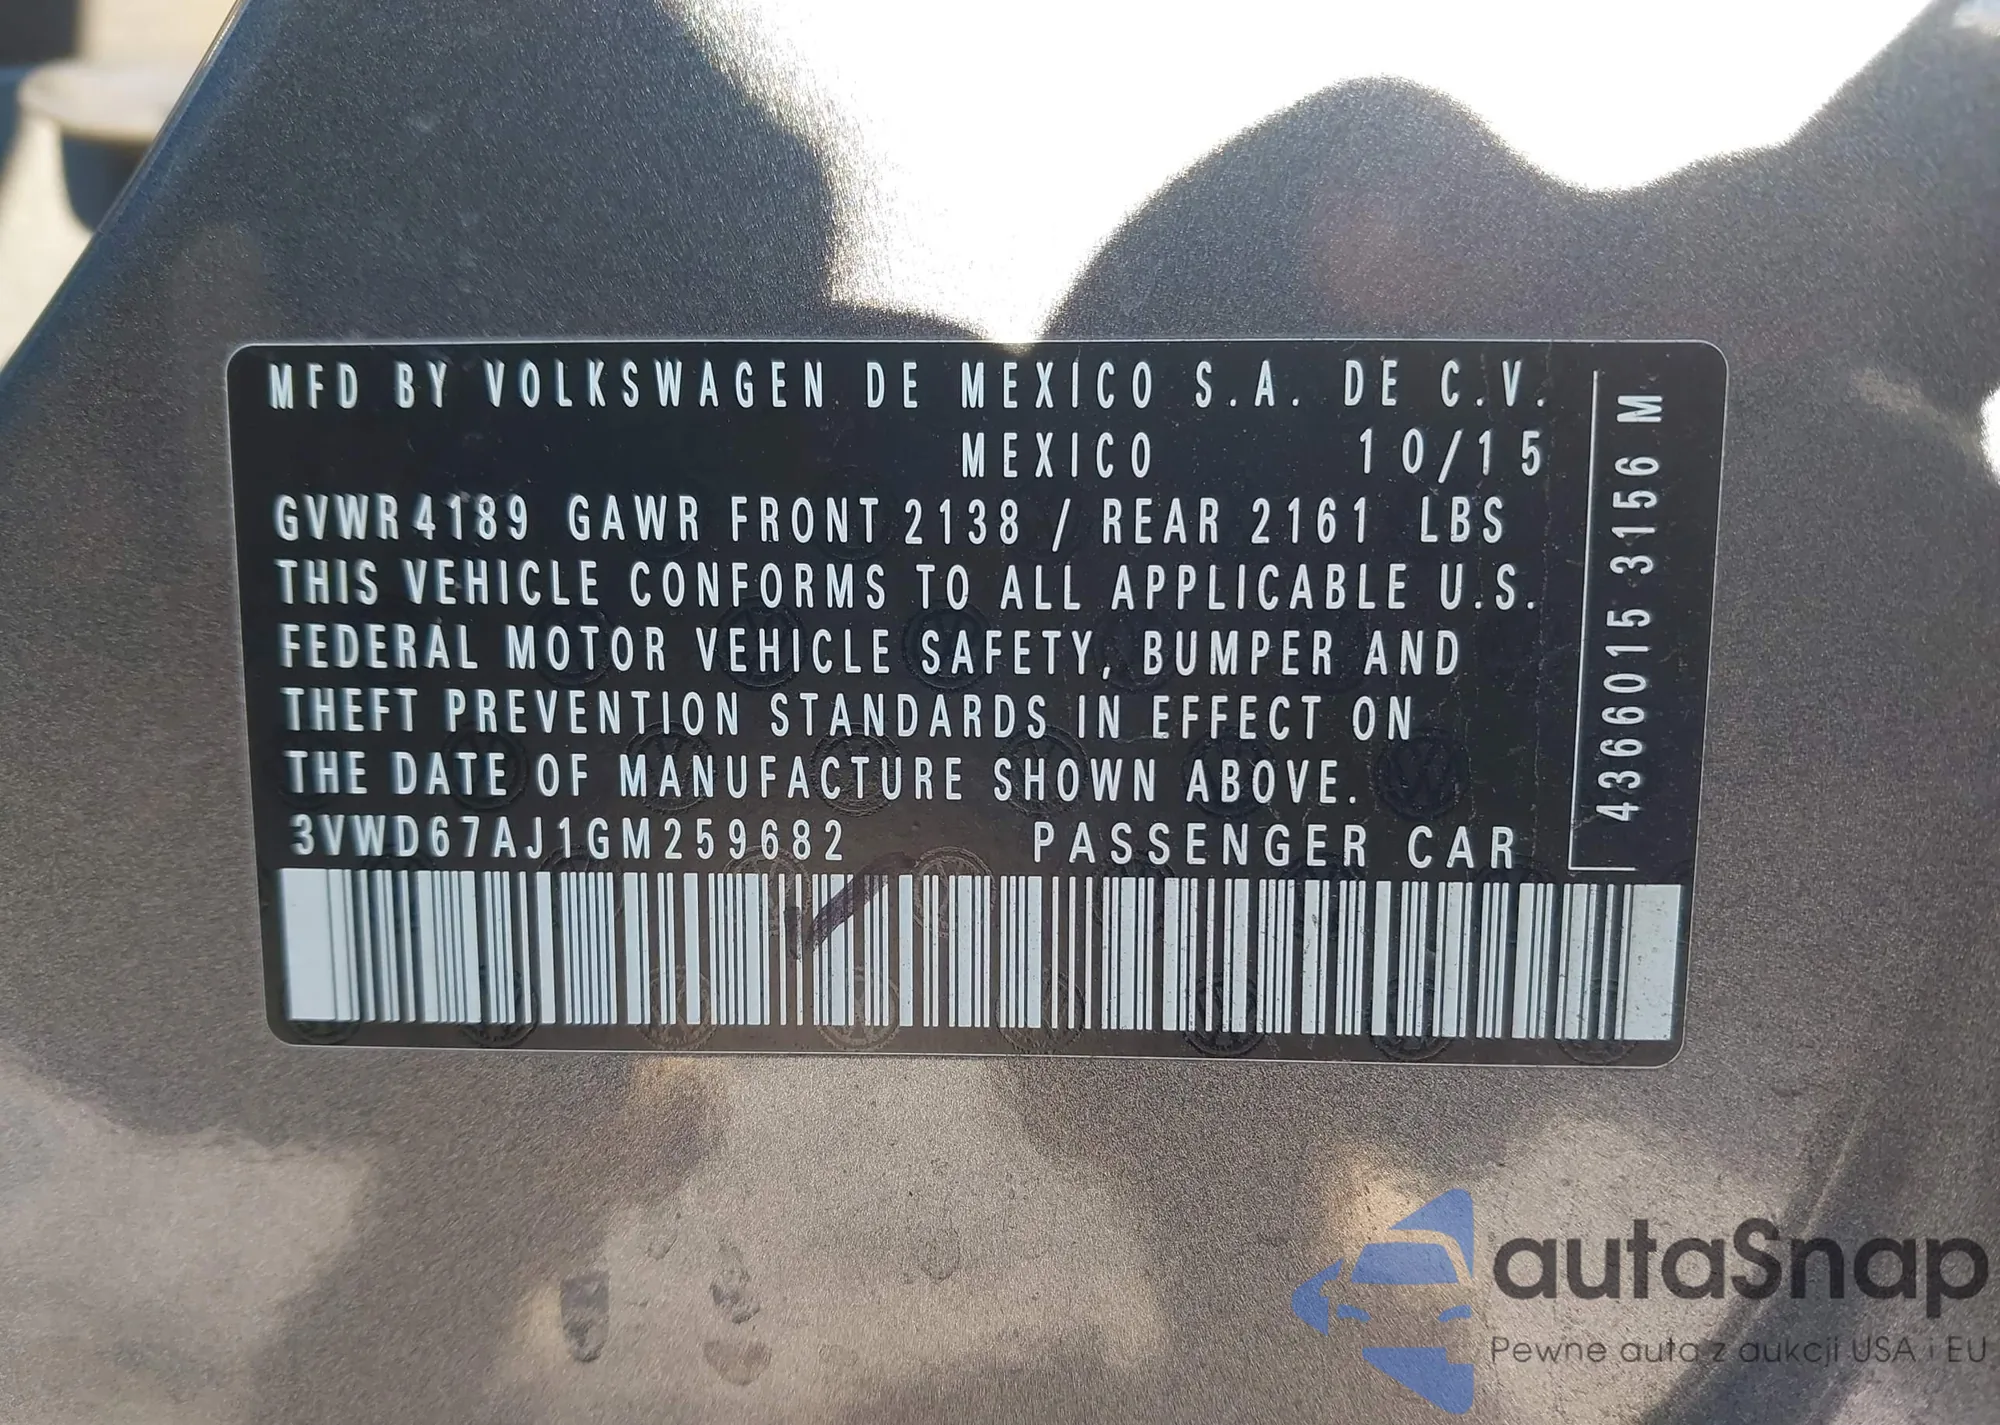 MFD BY VOLKSWAGEN DE MEXICO S.A. DE C.V.
MEXICO 10/15
GVWR 4189 GAWR FRONT 2138 / REAR 2161 LBS
THIS VEHICLE CONFORMS TO ALL APPLICABLE U.S.
FEDERAL MOTOR VEHICLE SAFETY, BUMPER AND
THEFT PREVENTION STANDARDS IN EFFECT ON
THE DATE OF MANUFACTURE SHOWN ABOVE.
3VWD67AJ1GM259682 PASSENGER CAR
4366015 3156 M
autaSnap
Pewne auta z aukcji USA i EU